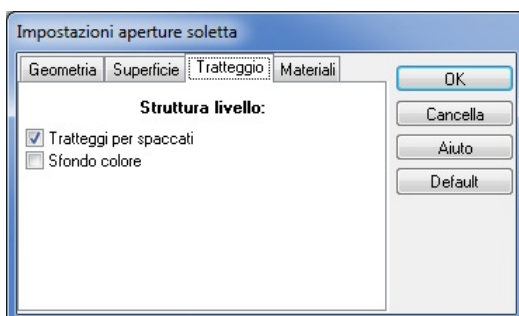 Impostazioni aperture soletta
Geometria Superficie Tratteggio Materiali
OK
Struttura livello:
Cancella
Tratteggi per spaccati
Aiuto
Sfondo colore
Default